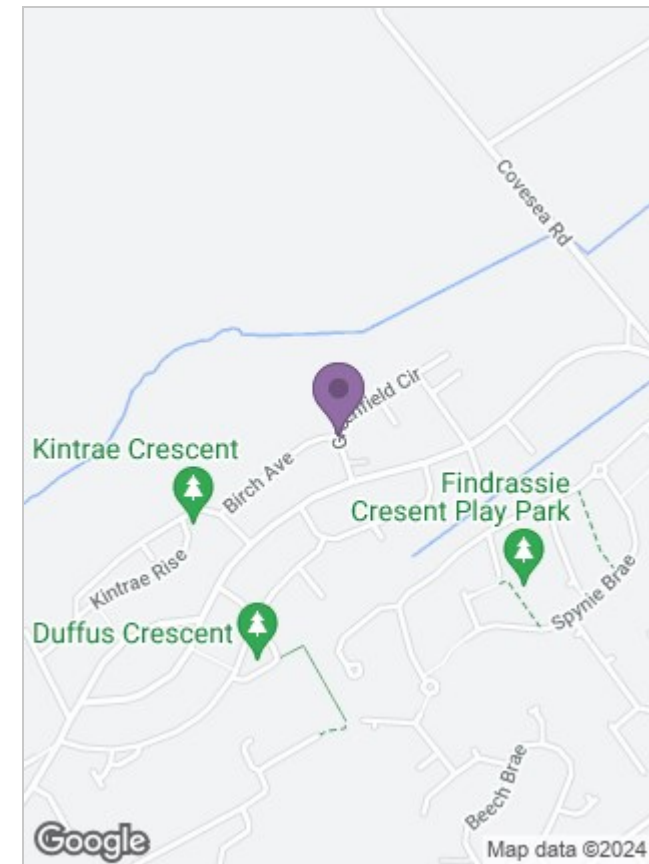 Covesea Rd
Kintrae Crescent
Birch Ave
Findrassie
Cresent Play Park
Kintrae Rise
Spynie Brae
Duffus Crescent
Beech Brae
Google
Map data ©2024